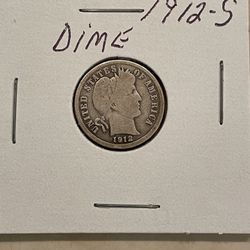 1912-S
DIME
UNITED STATES OF AMERICA
1912